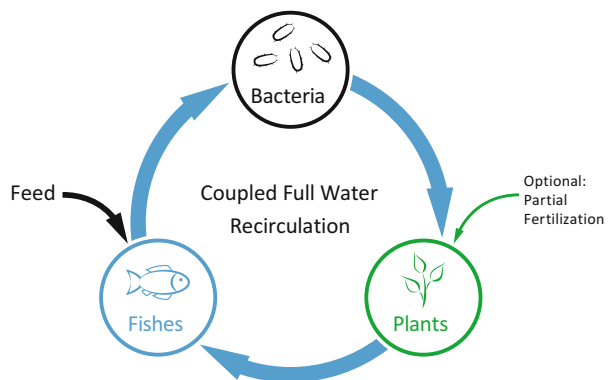 Bacteria
Feed
Coupled Full Water
Recirculation
Optional:
Partial
Fertilization
Fishes
Plants